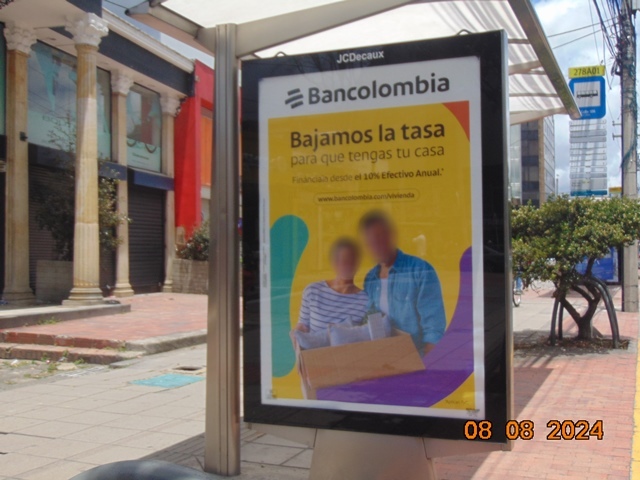 JCDecaux
Bancolombia
Bajamos la tasa
para que tengas tu casa
Fináncialo desde el 10% Efectivo Anual.*
www.bancolombia.com/vivienda
278A01
08 08 2024